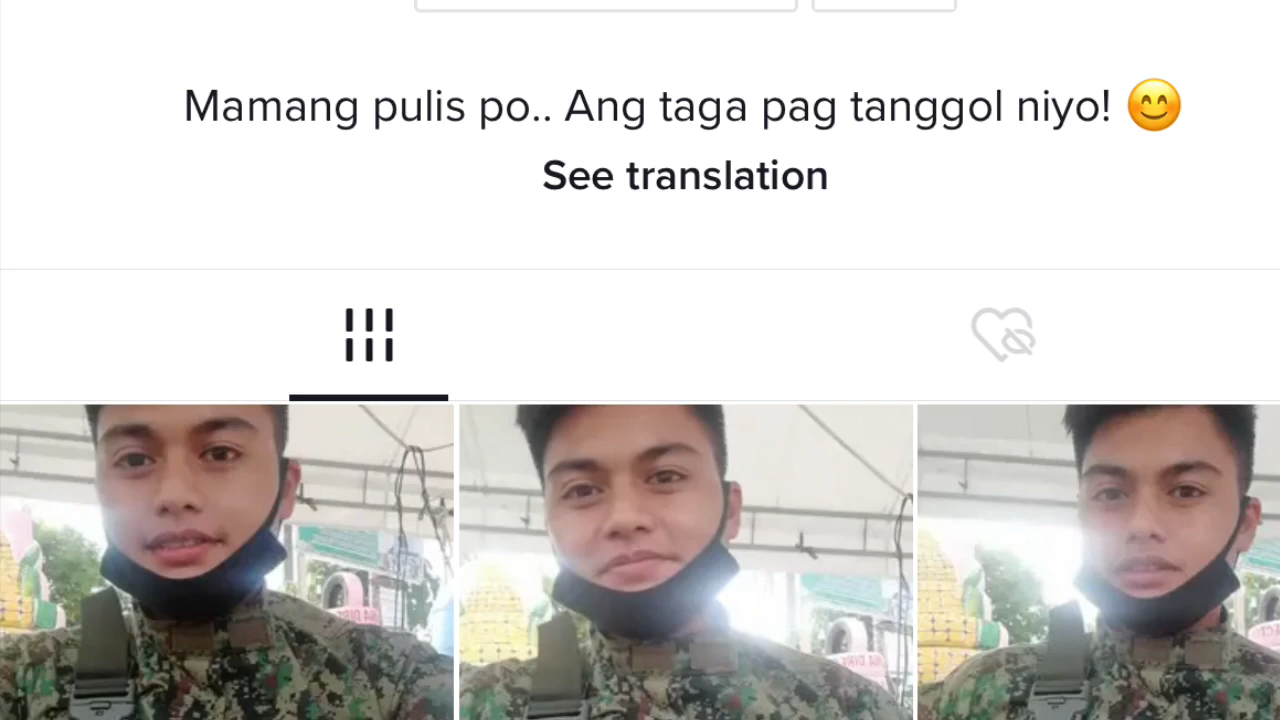 Mamang pulis po.. Ang taga pag tanggol niyo! 😊
See translation